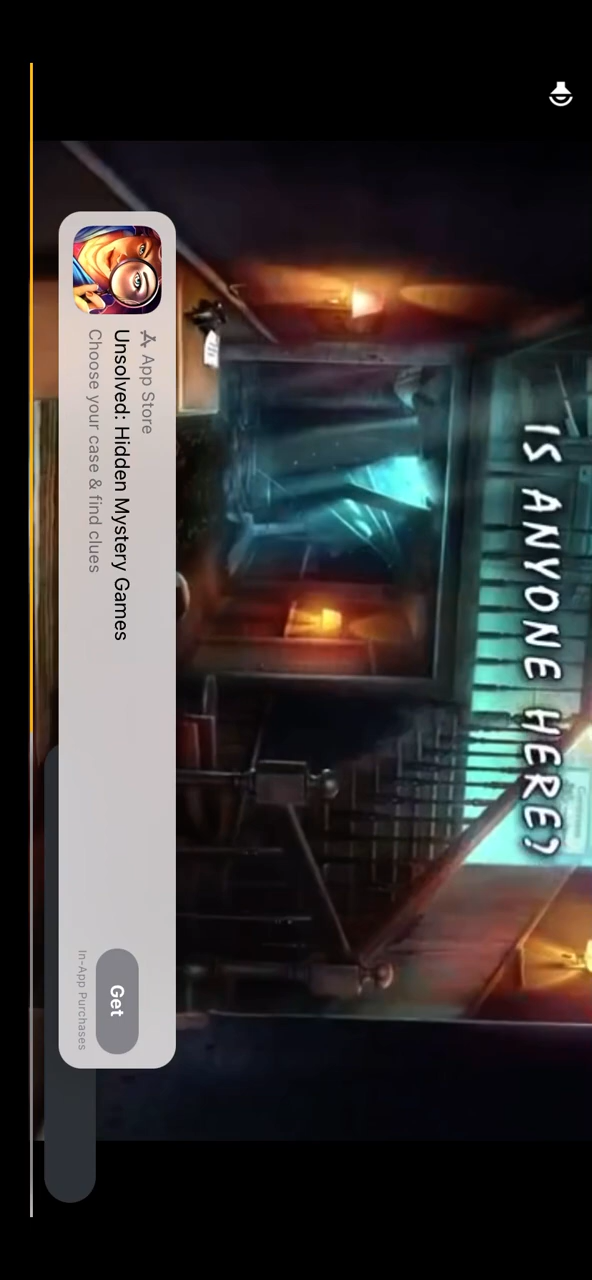 IS ANYONE HERE?
App Store
Unsolved: Hidden Mystery Games
Choose your case & find clues
Get
In-App Purchases